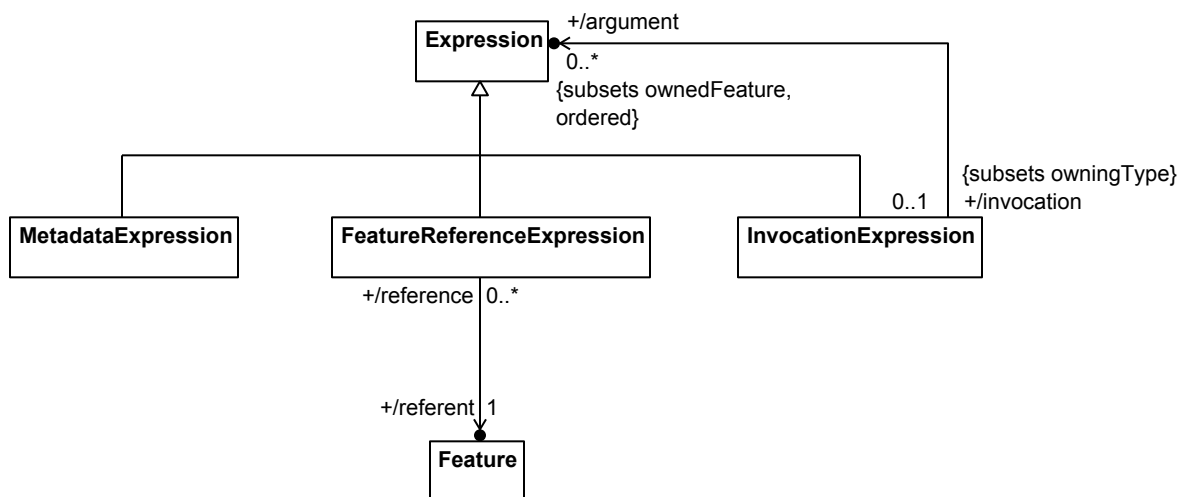 +/argument
Expression
0..*
{subsets ownedFeature,
ordered}
{subsets owningType}
0..1 +/invocation
MetadataExpression
FeatureReferenceExpression
InvocationExpression
+/reference 0..*
+/referent 1
Feature